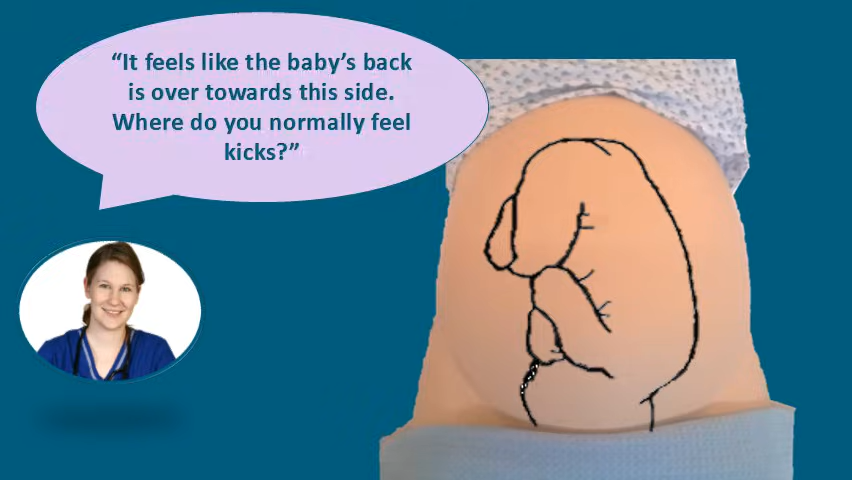 “It feels like the baby’s back
is over towards this side.
Where do you normally feel
kicks?”